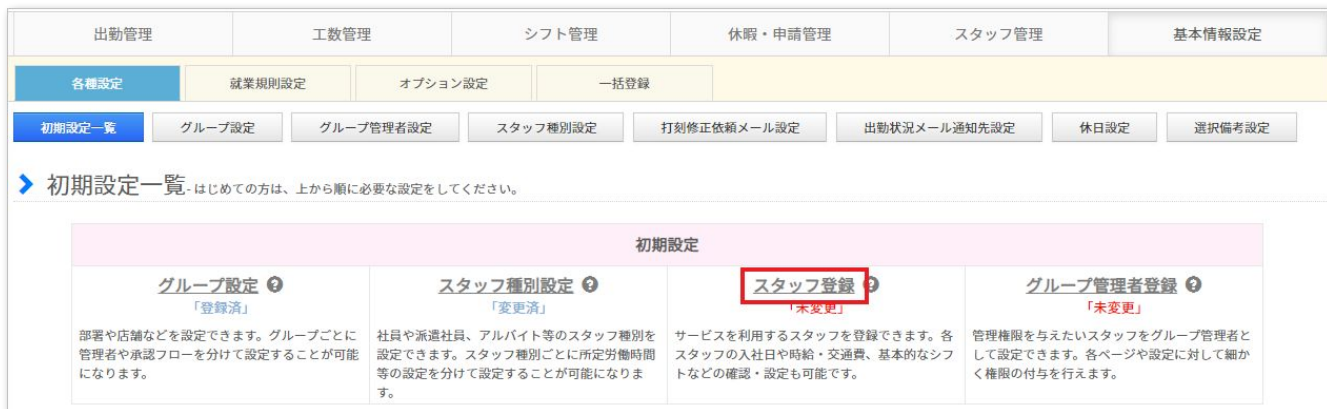 出勤管理 工数管理 シフト管理 休暇・申請管理 スタッフ管理 基本情報設定
各種設定 就業規則設定 オプション設定 一括登録
初期設定一覧 グループ設定 グループ管理者設定 スタッフ種別設定 打刻修正依頼メール設定 出勤状況メール通知先設定 休日設定 選択備考設定
初期設定一覧 - はじめての方は、上から順に必要な設定をしてください。
初期設定
グループ設定 ?
「登録済」
部署や店舗などを設定できます。グループごとに
管理者や承認フローを分けて設定することが可能
になります。
スタッフ種別設定 ?
「変更済」
社員や派遣社員、アルバイト等のスタッフ種別を
設定できます。スタッフ種別ごとに所定労働時間
等の設定を分けて設定することが可能になりま
す。
スタッフ登録 ?
「未変更」
サービスを利用するスタッフを登録できます。各
スタッフの入社日や時給・交通費、基本的なシフ
トなどの確認・設定も可能です。
グループ管理者登録 ?
「未変更」
管理権限を与えたいスタッフをグループ管理者と
して設定できます。各ページや設定に対して細か
く権限の付与を行えます。